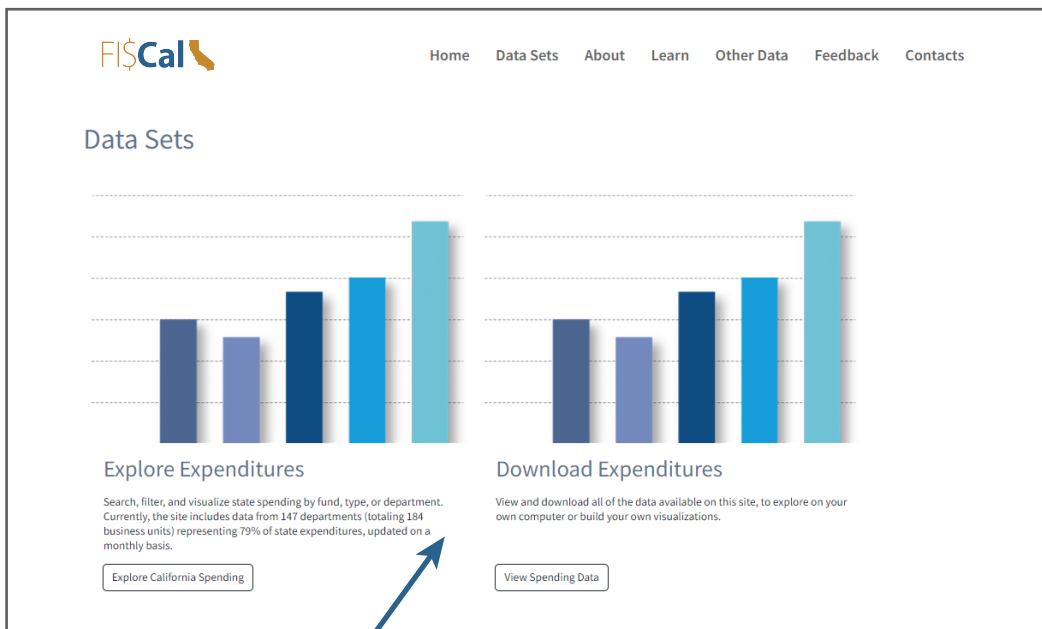 FI$Cal
Home Data Sets About Learn Other Data Feedback Contacts
Data Sets
Explore Expenditures
Search, filter, and visualize state spending by fund, type, or department.
Currently, the site includes data from 147 departments (totaling 184
business units) representing 79% of state expenditures, updated on a
monthly basis.
Explore California Spending
Download Expenditures
View and download all of the data available on this site, to explore on your
own computer or build your own visualizations.
View Spending Data